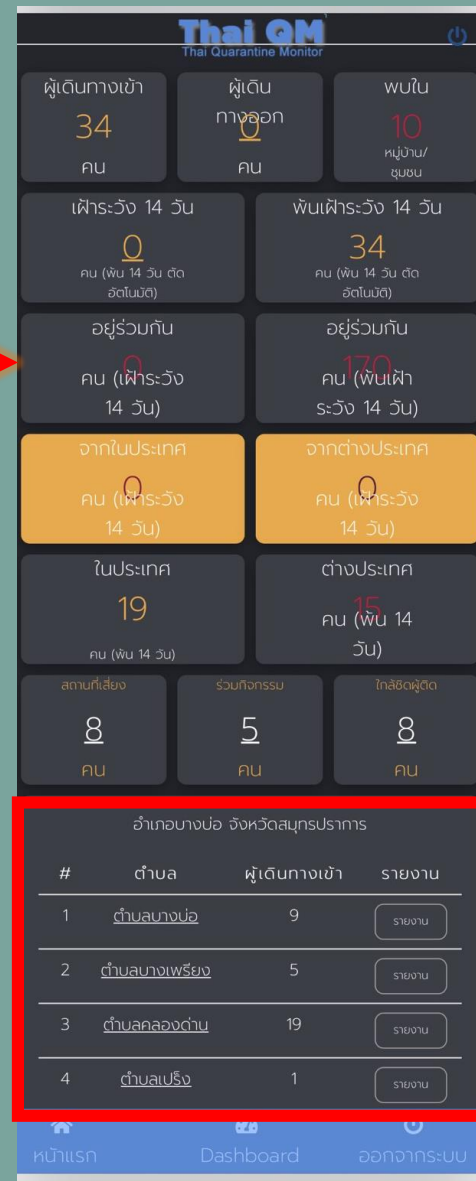 Thai QM
Thai Quarantine Monitor
ผู้เดินทางเข้า
34
คน
ผู้เดิน
ทางออก
0
คน
พบใน
10
หมู่บ้าน/
ชุมชน
เฝ้าระวัง 14 วัน
0
คน (พ้น 14 วัน ตัด
อัตโนมัติ)
พ้นเฝ้าระวัง 14 วัน
34
คน (พ้น 14 วัน ตัด
อัตโนมัติ)
อยู่ร่วมกัน
0
คน (เฝ้าระวัง
14 วัน)
อยู่ร่วมกัน
170
คน (พ้นเฝ้า
ระวัง 14 วัน)
จากในประเทศ
0
คน (เฝ้าระวัง
14 วัน)
จากต่างประเทศ
0
คน (เฝ้าระวัง
14 วัน)
ในประเทศ
19
คน (พ้น 14 วัน)
ต่างประเทศ
15
คน (พ้น 14
วัน)
สถานที่เสี่ยง
8
คน
ร่วมกิจกรรม
5
คน
ใกล้ชิดผู้ติด
8
คน
อำเภอบางบ่อ จังหวัดสมุทรปราการ
# ตำบล ผู้เดินทางเข้า รายงาน
1 ตำบลบางบ่อ 9 รายงาน
2 ตำบลบางเพรียง 5 รายงาน
3 ตำบลคลองด่าน 19 รายงาน
4 ตำบลเปร็ง 1 รายงาน
หน้าแรก Dashboard ออกจากระบบ